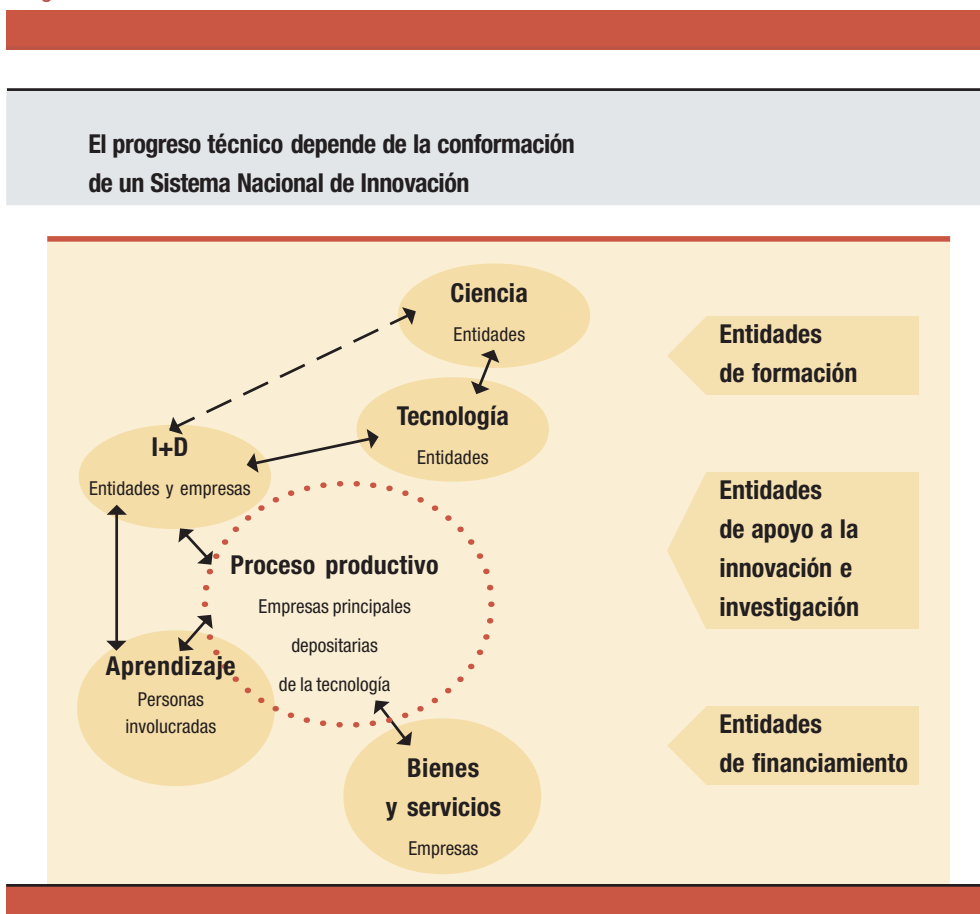 El progreso técnico depende de la conformación
de un Sistema Nacional de Innovación
Ciencia
Entidades
Tecnología
Entidades
I+D
Entidades y empresas
Proceso productivo
Empresas principales
depositarias
de la tecnología
Aprendizaje
Personas
involucradas
Bienes
y servicios
Empresas
Entidades
de formación
Entidades
de apoyo a la
innovación e
investigación
Entidades
de financiamiento